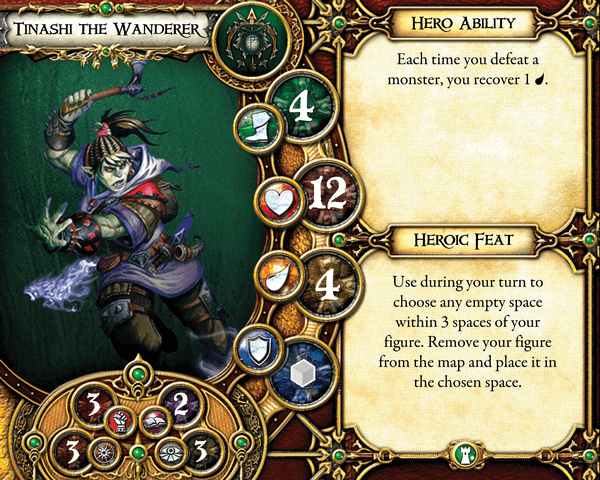 Tinashi the Wanderer
4
12
4
3
2
3
3
Hero Ability
Each time you defeat a
monster, you recover 1 .
Heroic Feat
Use during your turn to
choose any empty space
within 3 spaces of your
figure. Remove your figure
from the map and place it in
the chosen space.